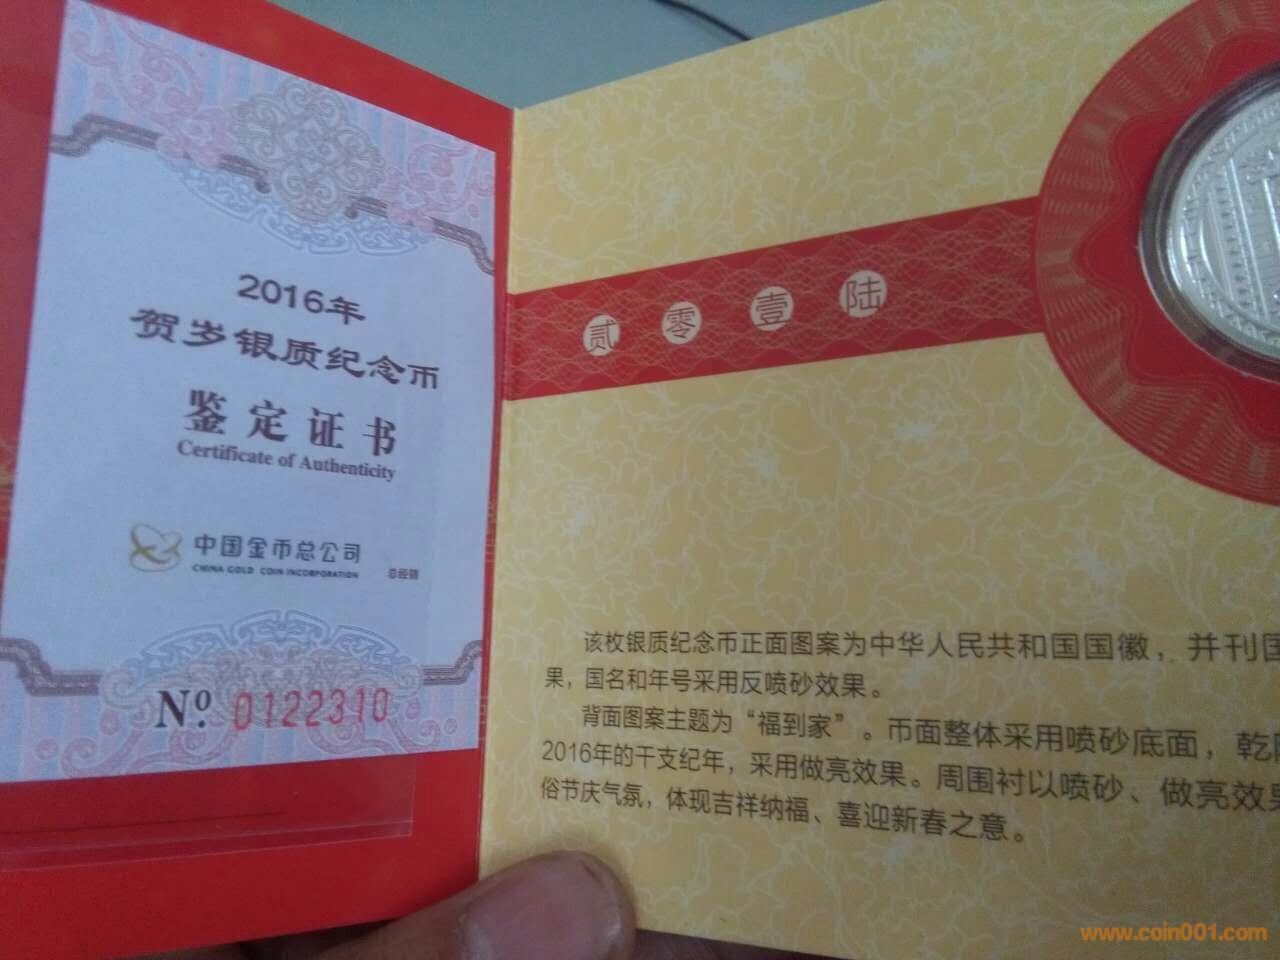 2016年
贺岁银质纪念币
鉴定证书
Certificate of Authenticity
中国金币总公司
CHINA GOLD COIN INCORPORATION 总经销
Nº. 0122310
贰零壹陆
该枚银质纪念币正面图案为中华人民共和国国徽，并刊国
果，国名和年号采用反喷砂效果。
背面图案主题为“福到家”。币面整体采用喷砂底面，乾隆
2016年的干支纪年，采用做亮效果。周围衬以喷砂、做亮效果
俗节庆气氛，体现吉祥纳福、喜迎新春之意。
www.coin001.com